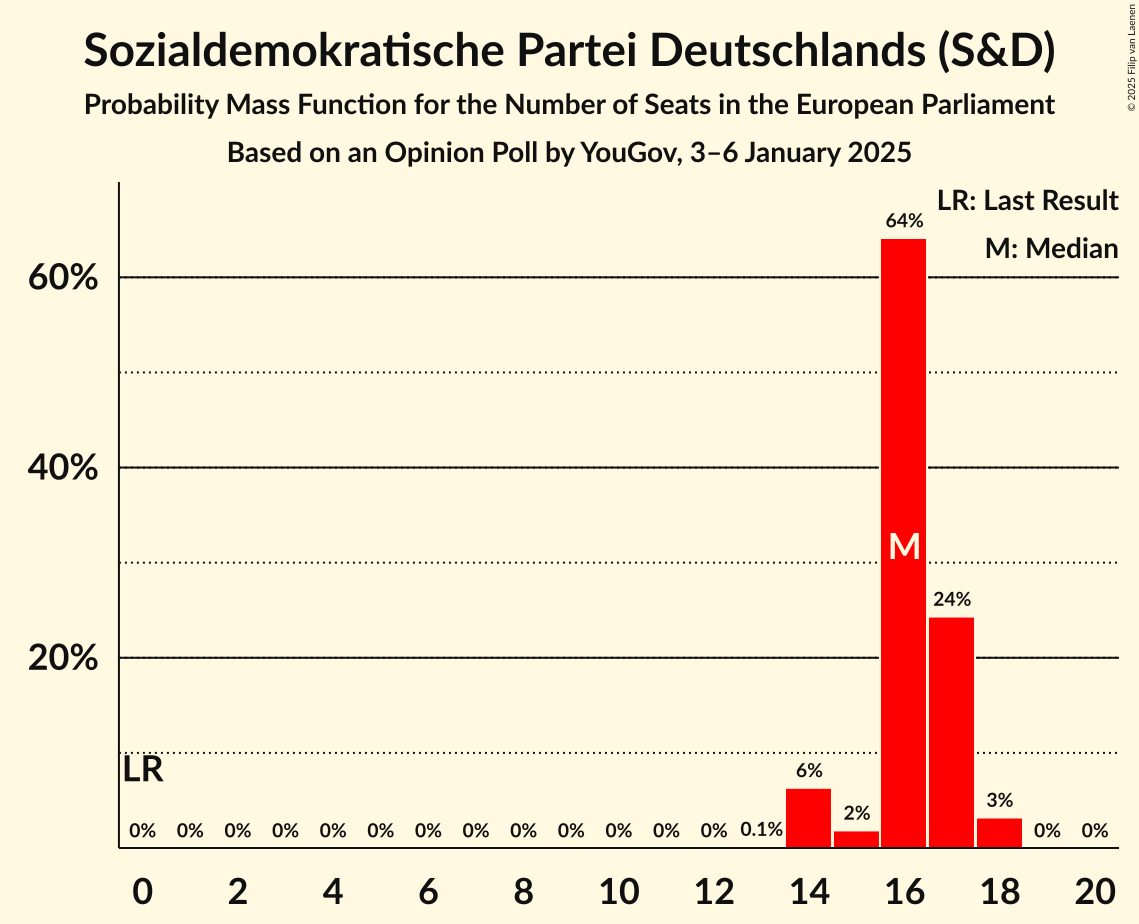 Sozialdemokratische Partei Deutschlands (S&D)
Probability Mass Function for the Number of Seats in the European Parliament
Based on an Opinion Poll by YouGov, 3–6 January 2025
© 2025 Filip van Laenen
LR: Last Result
M: Median
60%
40%
20%
64%
M
24%
LR
6%
2%
3%
0% 0% 0% 0% 0% 0% 0% 0% 0% 0% 0% 0% 0% 0.1% 0% 0%
0 2 4 6 8 10 12 14 16 18 20